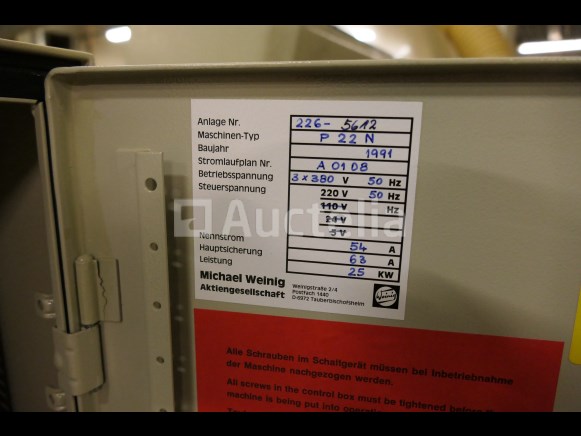 Anlage Nr. 226-5612
Maschinen-Typ P 22 N
Baujahr 1991
Stromlaufplan Nr. A 01 DB
Betriebsspannung 3 x 380 V 50 Hz
Steuerspannung 220 V 50 Hz
110 V Hz
24 V
5 V
Auctelia
Nennstrom 54 A
Hauptsicherung 63 A
Leistung 25 KW
Michael Weinig
Aktiengesellschaft
Weinigstraße 2/4
Postfach 1440
D-6972 Tauberbischofsheim
Alle Schrauben im Schaltgerät müssen bei Inbetriebnahme
der Maschine nachgezogen werden.
All screws in the control box must be tightened before
machine is being put into